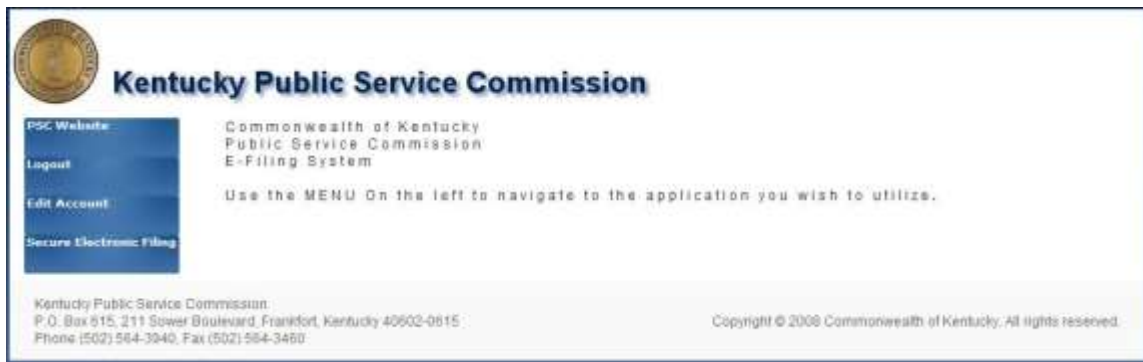 Kentucky Public Service Commission
PSC Website
Logout
Edit Account
Secure Electronic Filing
Commonwealth of Kentucky
Public Service Commission
E-Filing System
Use the MENU On the left to navigate to the application you wish to utilize.
Kentucky Public Service Commission
P.O. Box 615, 211 Sower Boulevard, Frankfort, Kentucky 40602-0615
Phone (502) 564-3940, Fax (502) 564-3460
Copyright © 2008 Commonwealth of Kentucky. All rights reserved.